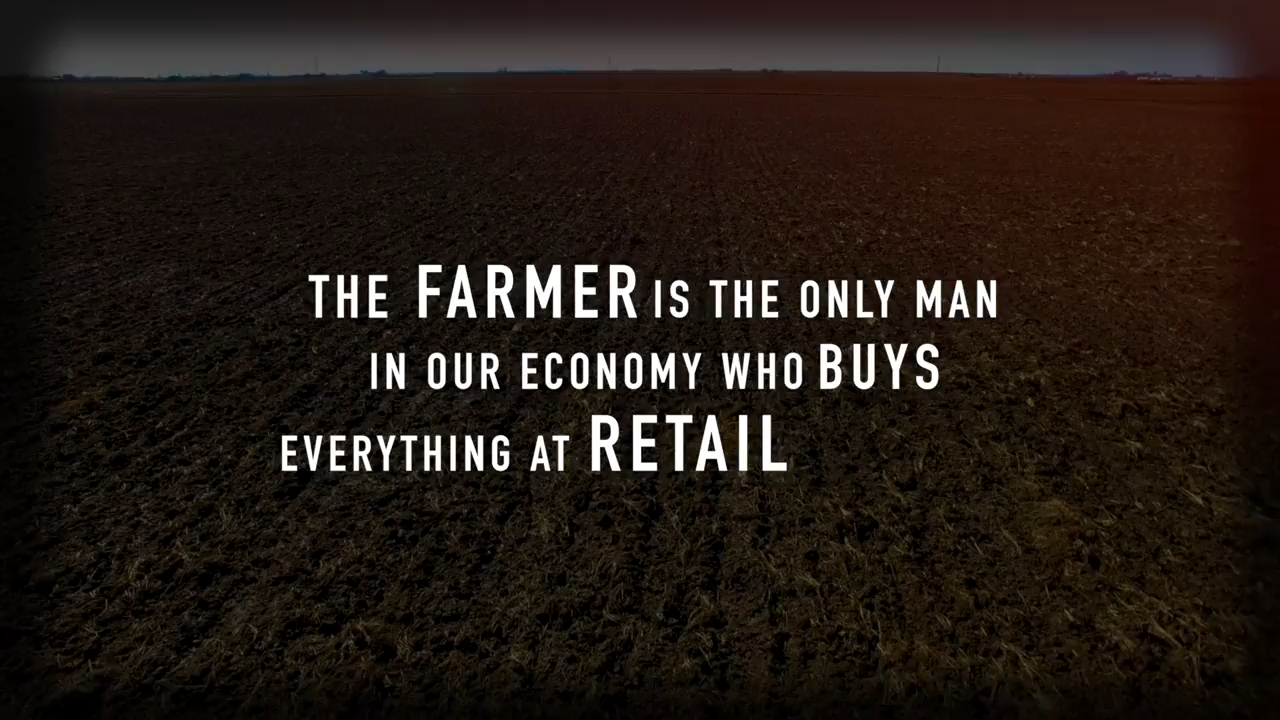 THE FARMER IS THE ONLY MAN
IN OUR ECONOMY WHO BUYS
EVERYTHING AT RETAIL